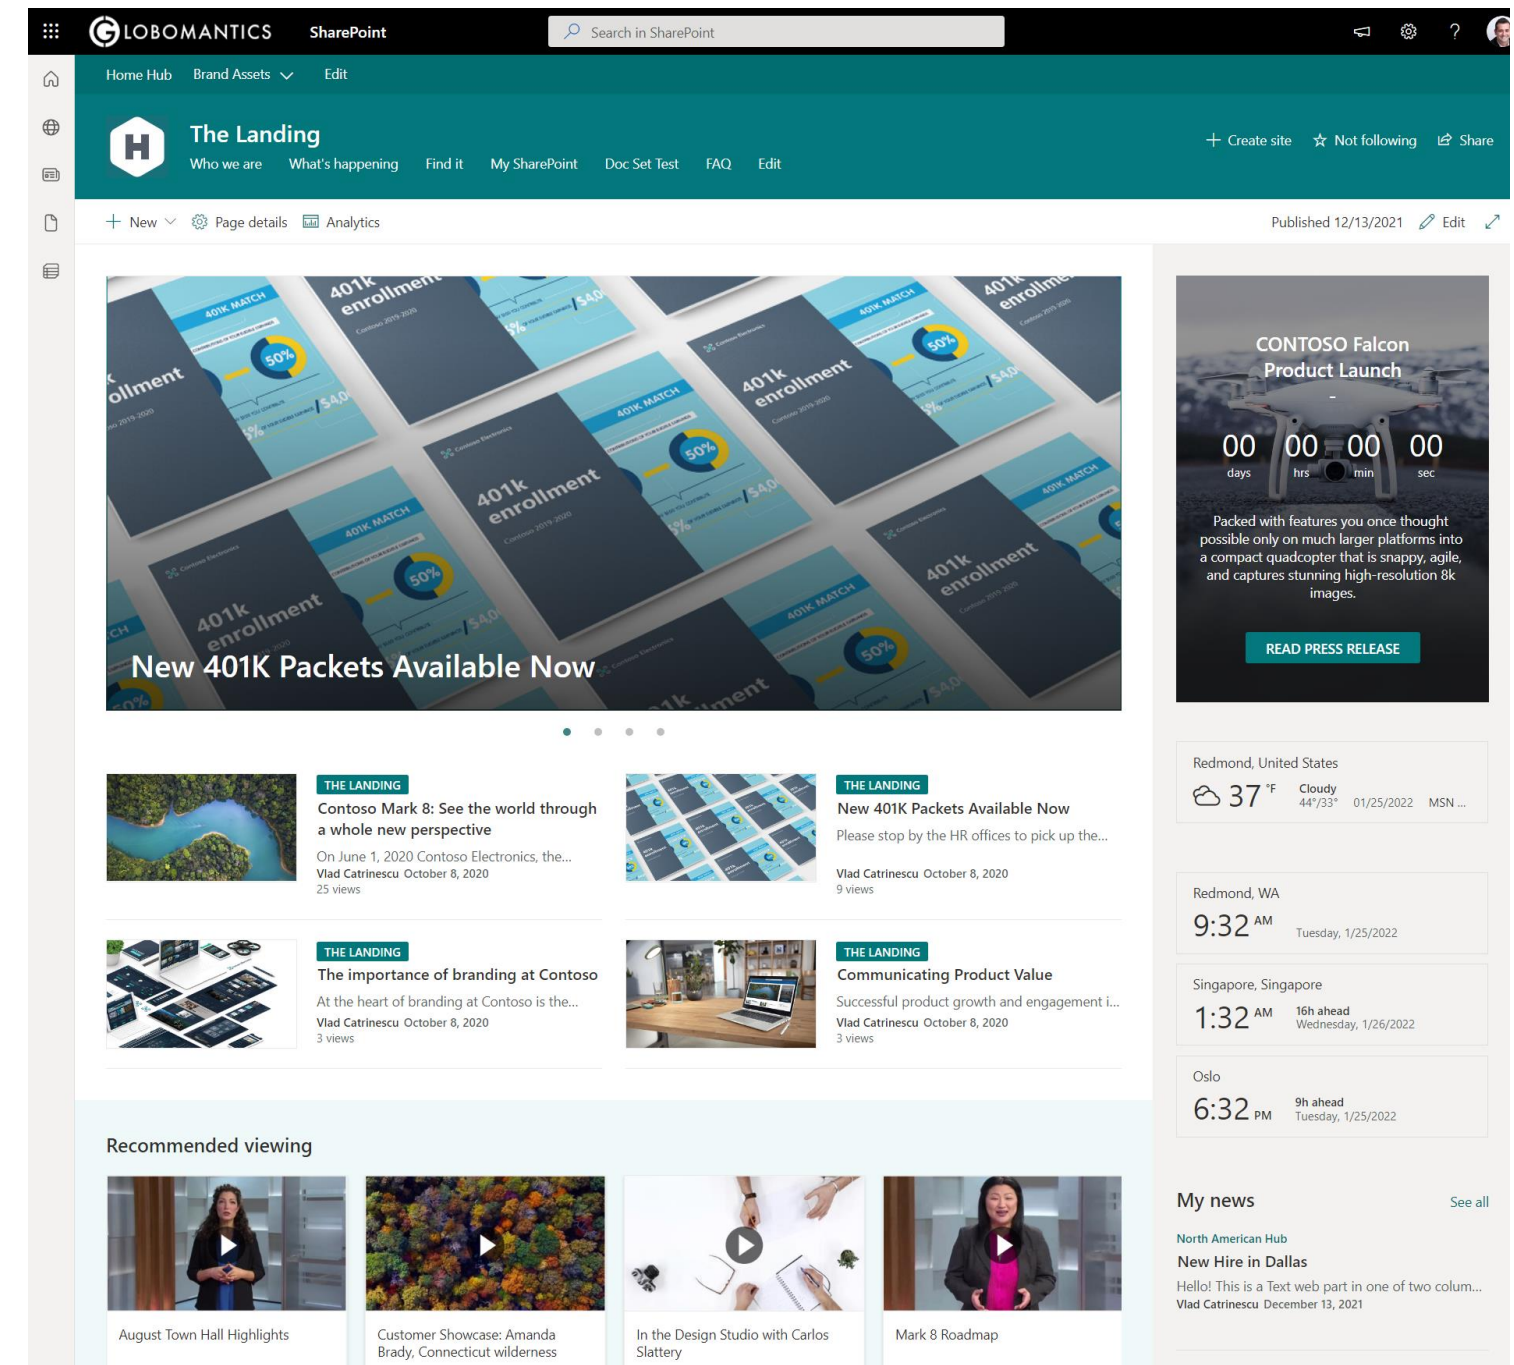 GLOBOMANTICS SharePoint Search in SharePoint ?
Home Hub Brand Assets Edit
H
The Landing
Who we are What's happening Find it My SharePoint Doc Set Test FAQ Edit
Create site Not following Share
New Page details Analytics
Published 12/13/2021 Edit
401K MATCH
401k
enrollment
Contoso 2019-2020
50%
Contoso Electronics
New 401K Packets Available Now
CONTOSO Falcon
Product Launch
-
00 00 00 00
days hrs min sec
Packed with features you once thought
possible only on much larger platforms into
a compact quadcopter that is snappy, agile,
and captures stunning high-resolution 8k
images.
READ PRESS RELEASE
THE LANDING
Contoso Mark 8: See the world through
a whole new perspective
On June 1, 2020 Contoso Electronics, the...
Vlad Catrinescu October 8, 2020
25 views
THE LANDING
New 401K Packets Available Now
Please stop by the HR offices to pick up the...
Vlad Catrinescu October 8, 2020
9 views
THE LANDING
The importance of branding at Contoso
At the heart of branding at Contoso is the...
Vlad Catrinescu October 8, 2020
3 views
THE LANDING
Communicating Product Value
Successful product growth and engagement i...
Vlad Catrinescu October 8, 2020
3 views
Redmond, United States
37 °F Cloudy
44°/33° 01/25/2022 MSN ...
Redmond, WA
9:32 AM Tuesday, 1/25/2022
Singapore, Singapore
1:32 AM 16h ahead
Wednesday, 1/26/2022
Oslo
6:32 PM 9h ahead
Tuesday, 1/25/2022
Recommended viewing
August Town Hall Highlights
Customer Showcase: Amanda
Brady, Connecticut wilderness
In the Design Studio with Carlos
Slattery
Mark 8 Roadmap
My news See all
North American Hub
New Hire in Dallas
Hello! This is a Text web part in one of two colum...
Vlad Catrinescu December 13, 2021